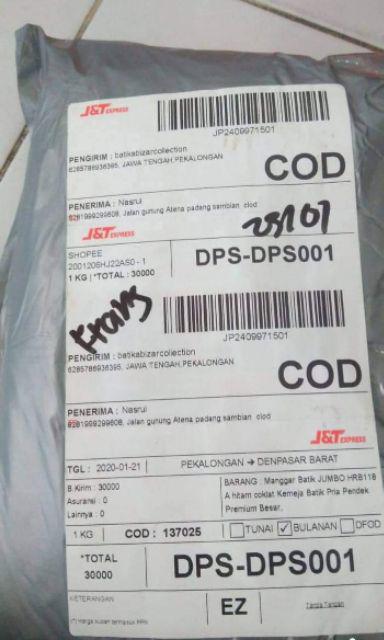 J&T EXPRESS
JP2409971501
PENGIRIM : batikabizarcollection
6285786936395, JAWA TENGAH,PEKALONGAN
COD
PENERIMA : Nasrul
6281999299608, Jalan gunung Atena padang sambian clod
J&T EXPRESS
SHOPEE
2001206HJ22AS0 - 1
1 KG | *TOTAL : 30000
DPS-DPS001
JP2409971501
PENGIRIM : batikabizarcollection
6285786936395, JAWA TENGAH,PEKALONGAN
COD
PENERIMA : Nasrul
6281999299608, Jalan gunung Atena padang sambian clod
J&T EXPRESS
TGL : 2020-01-21
PEKALONGAN → DENPASAR BARAT
B.Kirim : 30000
Asuransi : 0
Lainnya : 0
BARANG : Manggar Batik JUMBO HRB118
A hitam coklat Kemeja Batik Pria Pendek
Premium Besar,
1 KG
COD : 137025
TUNAI
BULANAN
DFOD
*TOTAL
30000
DPS-DPS001
KETERANGAN
EZ
Tanda Tangan
(*) Harga sudah termasuk PPN